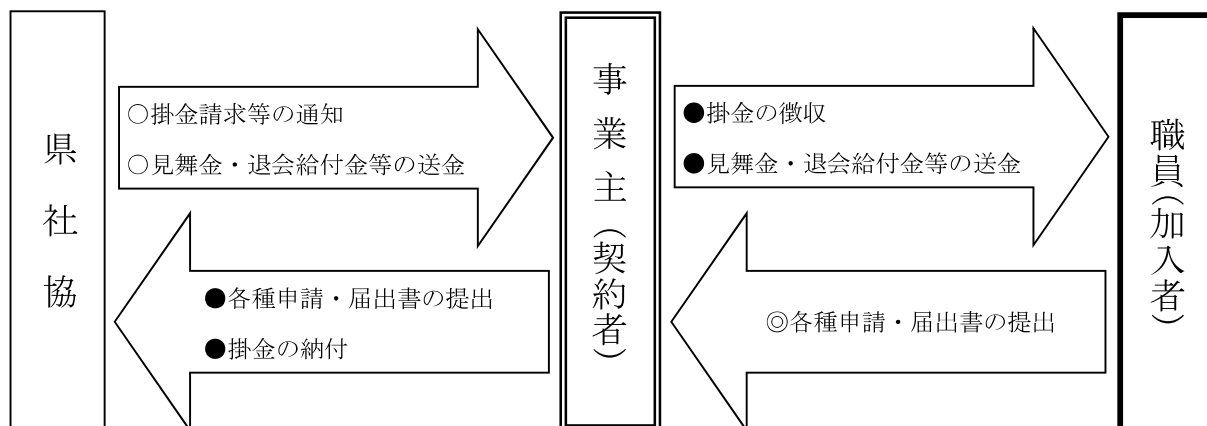 県社協
○掛金請求等の通知
○見舞金・退会給付金等の送金
●各種申請・届出書の提出
●掛金の納付
事業主(契約者)
●掛金の徴収
●見舞金・退会給付金等の送金
◎各種申請・届出書の提出
職員(加入者)